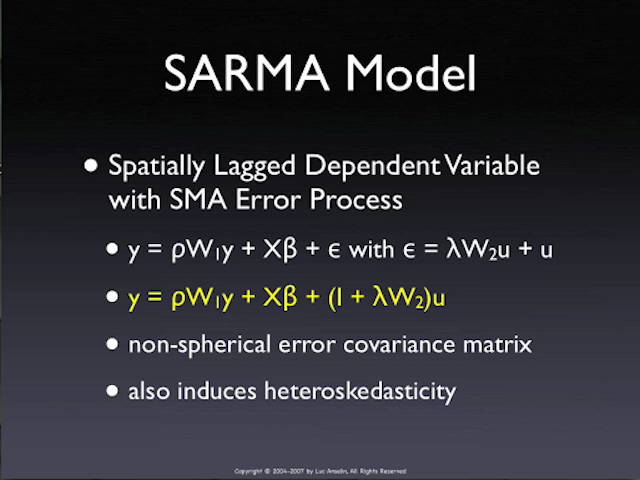 SARMA Model
• Spatially Lagged Dependent Variable
with SMA Error Process
• y = ρW₁y + Xβ + ϵ with ϵ = λW₂u + u
• y = ρW₁y + Xβ + (I + λW₂)u
• non-spherical error covariance matrix
• also induces heteroskedasticity
Copyright © 2004-2007 by Luc Anselin, All Rights Reserved